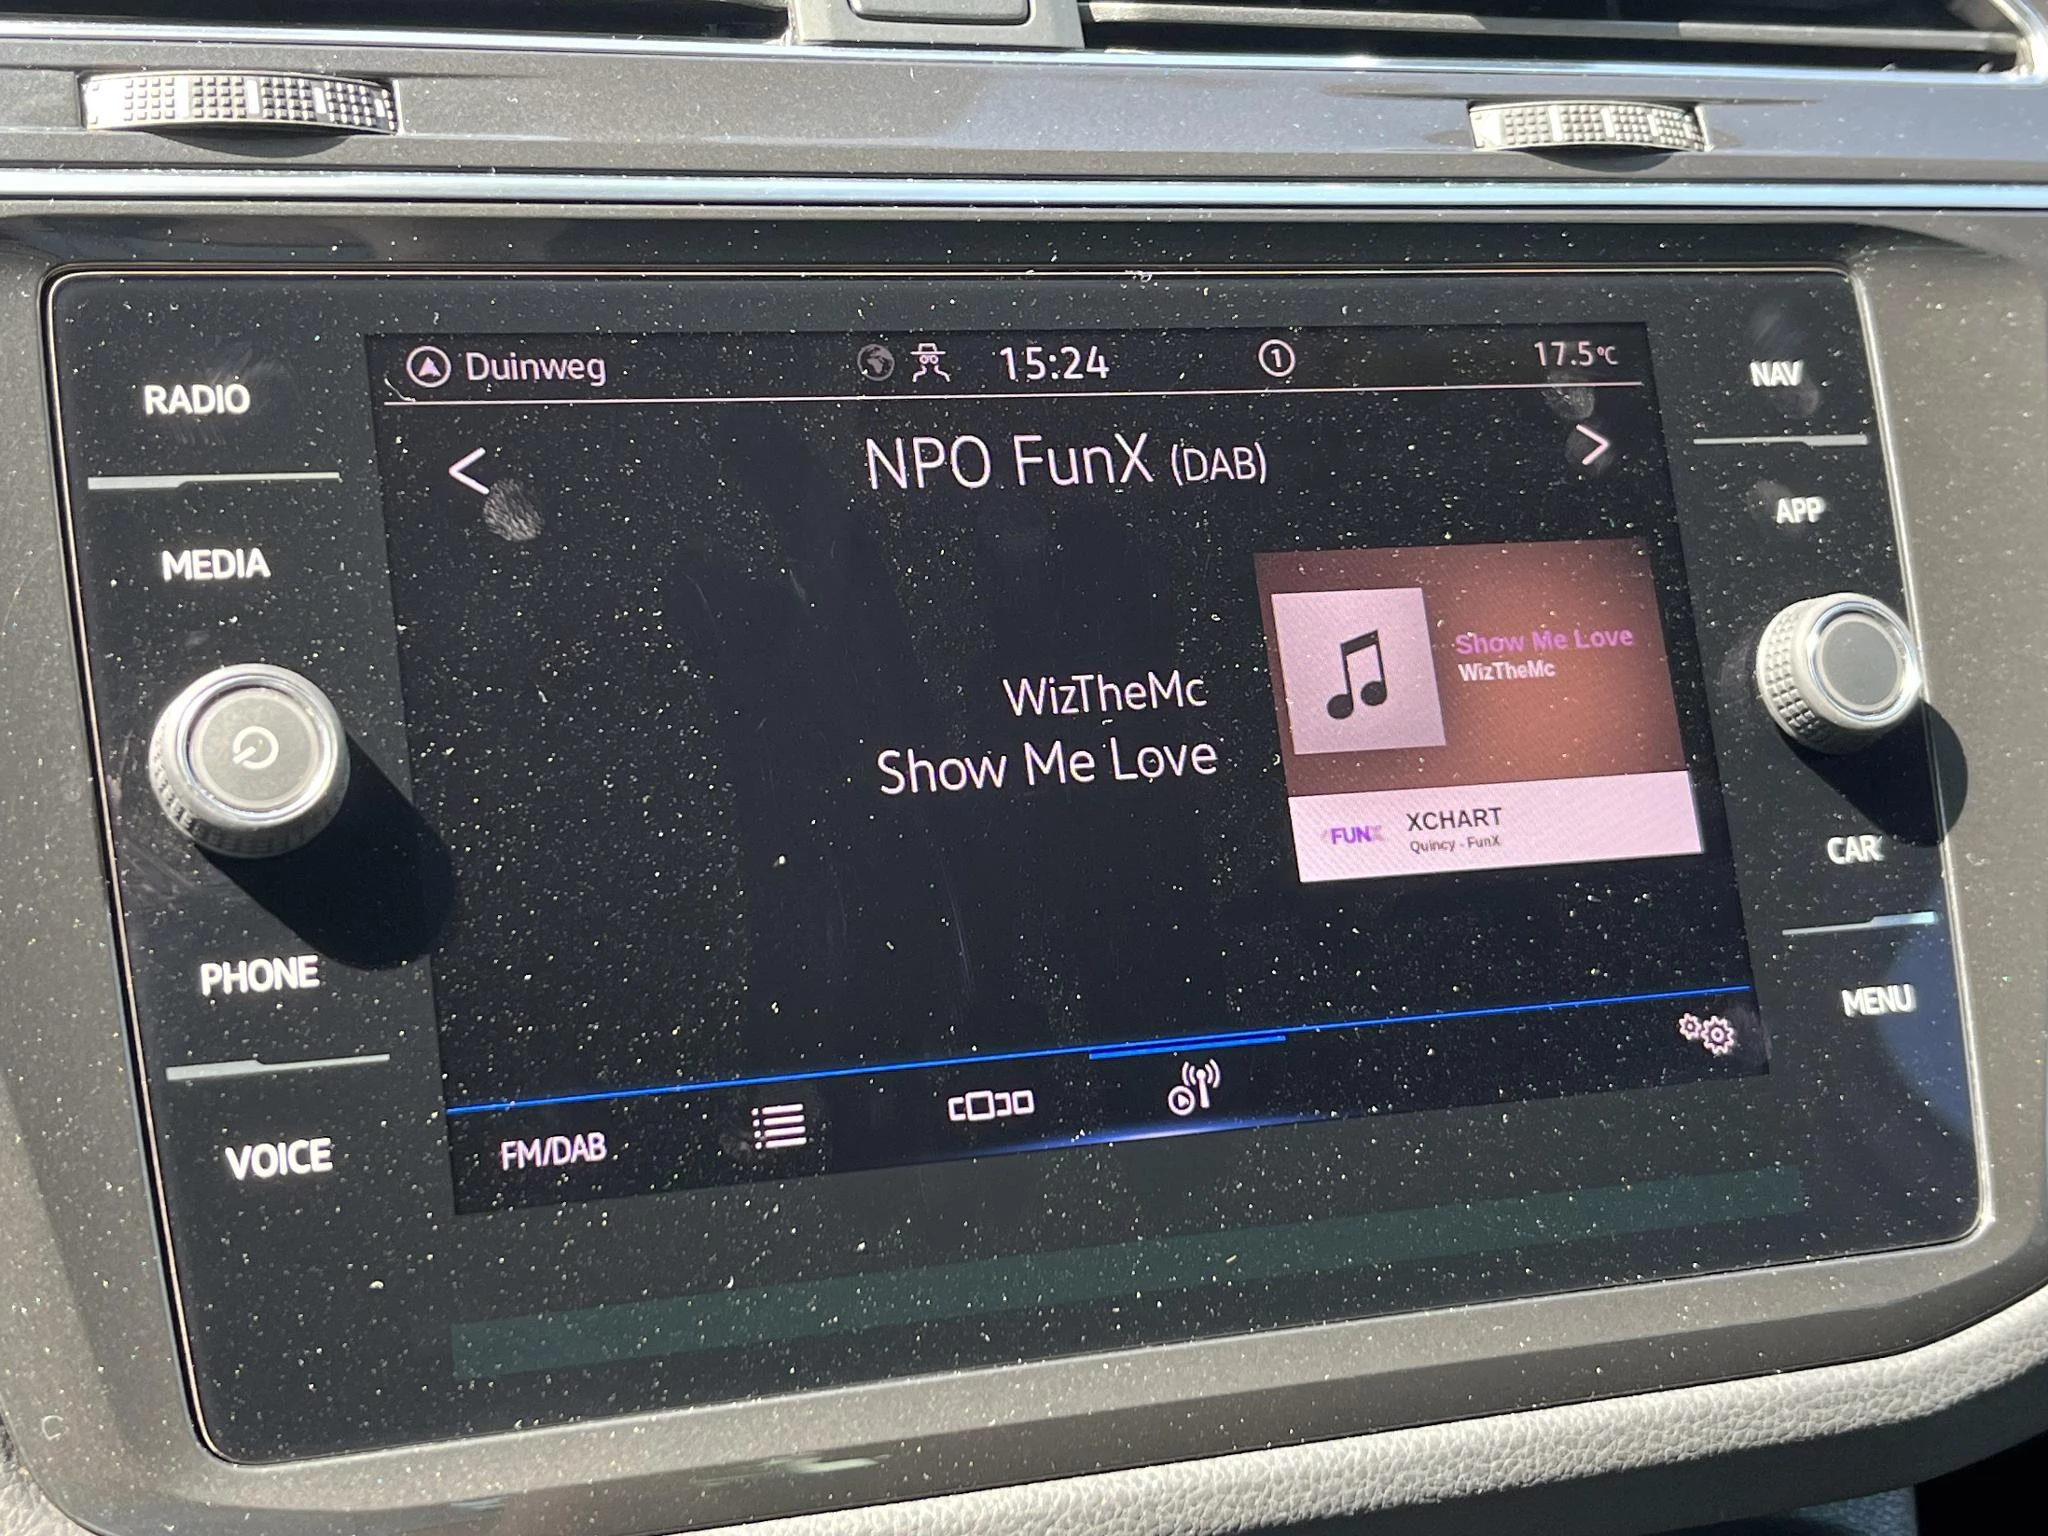 RADIO
MEDIA
PHONE
VOICE
Duinweg
15:24
1
17.5°C
< NPO FunX (DAB) >
WizTheMc
Show Me Love
Show Me Love
WizTheMc
FUNX
XCHART
Quincy - FunX
FM/DAB
NAV
APP
CAR
MENU